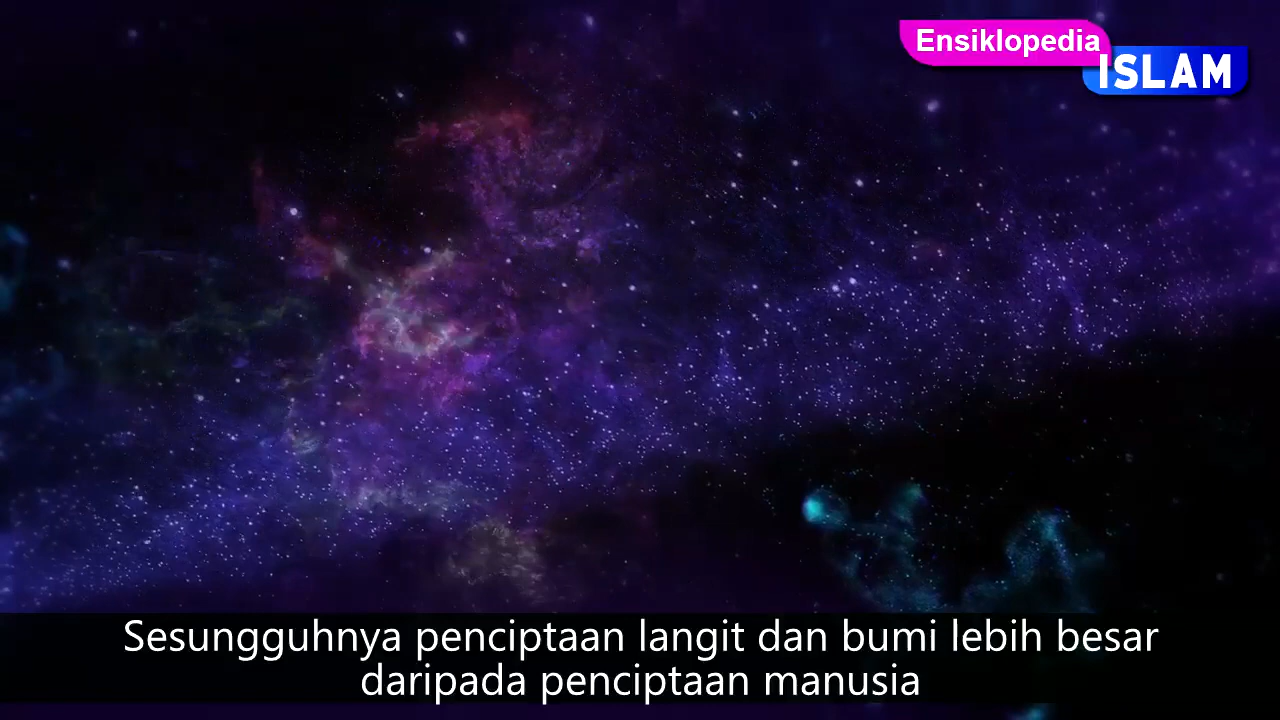 Ensiklopedia
ISLAM
Sesungguhnya penciptaan langit dan bumi lebih besar
daripada penciptaan manusia